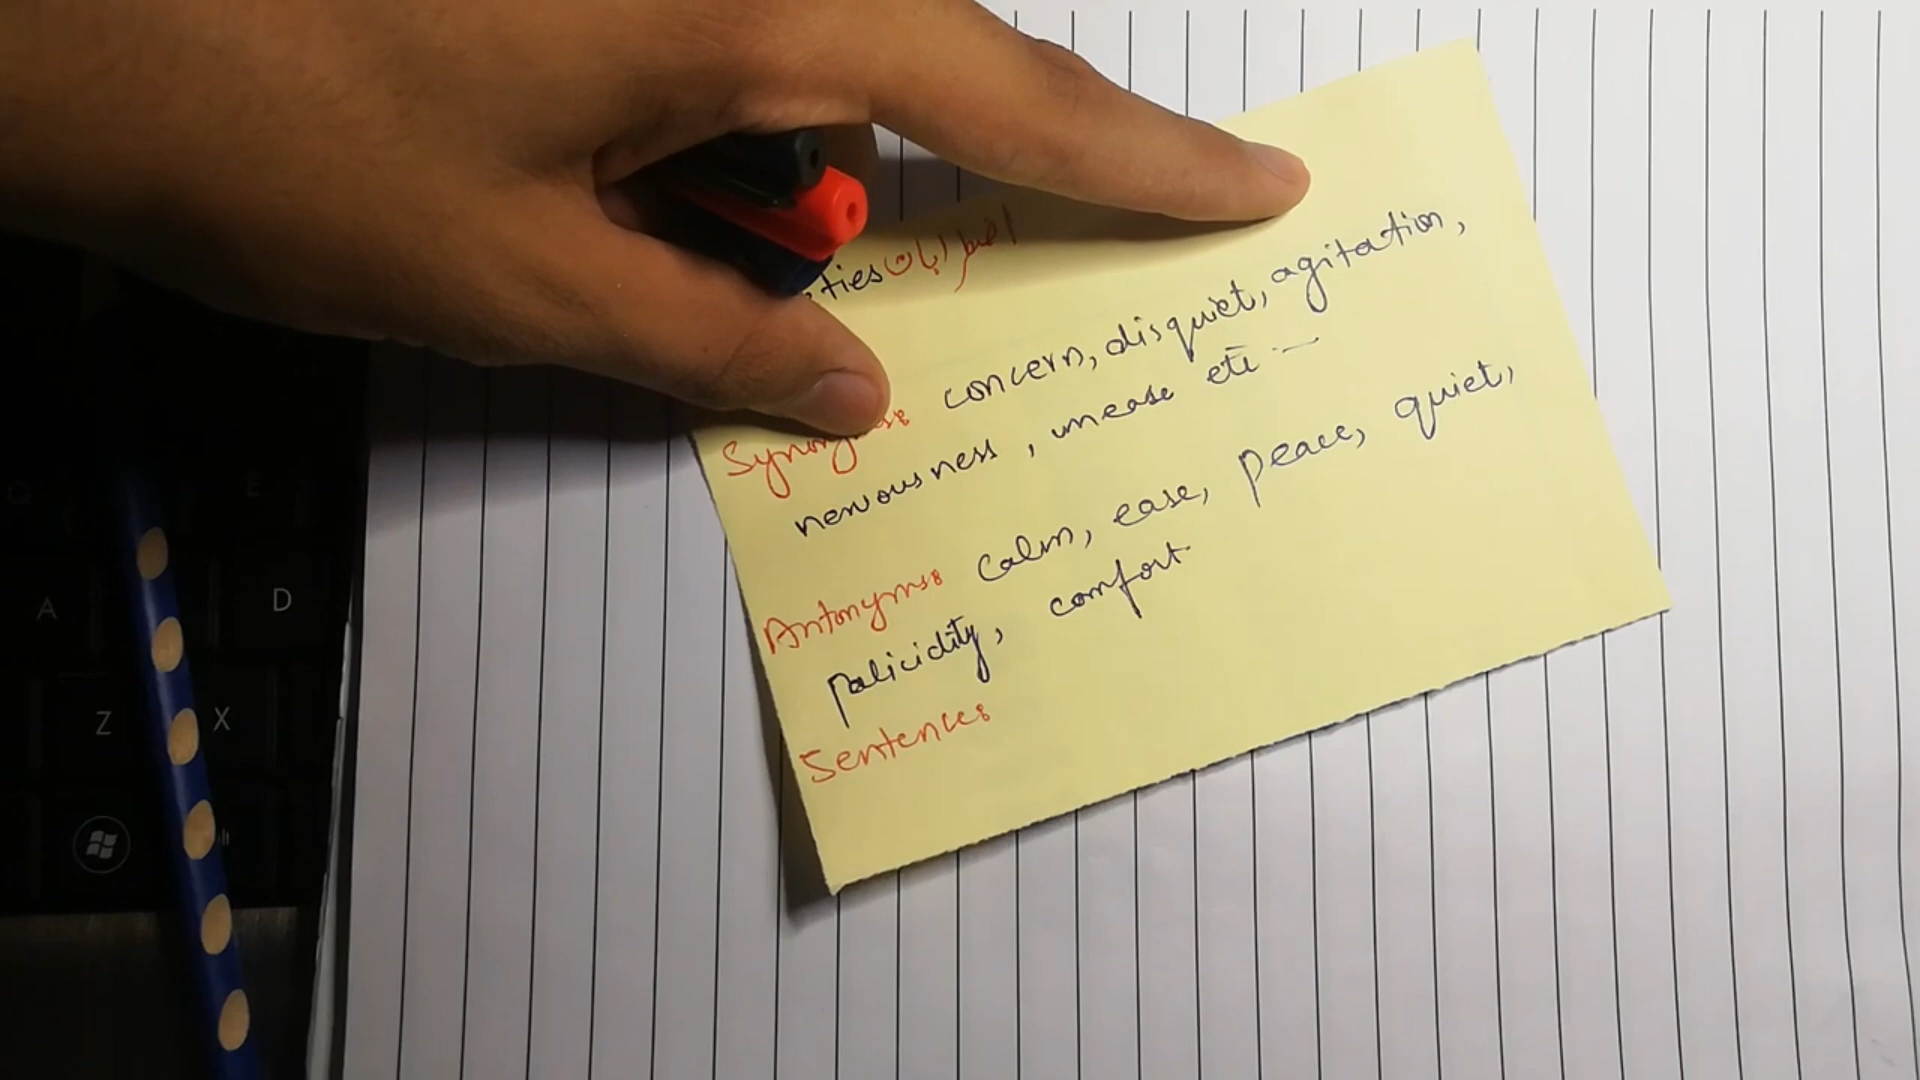 ties اضطرابات
Synonyms: concern, disquiet, agitation,
nervousness, unease etc
Antonyms: calm, ease, peace, quiet,
palicidity, comfort
Sentences
A
D
Z
X
E